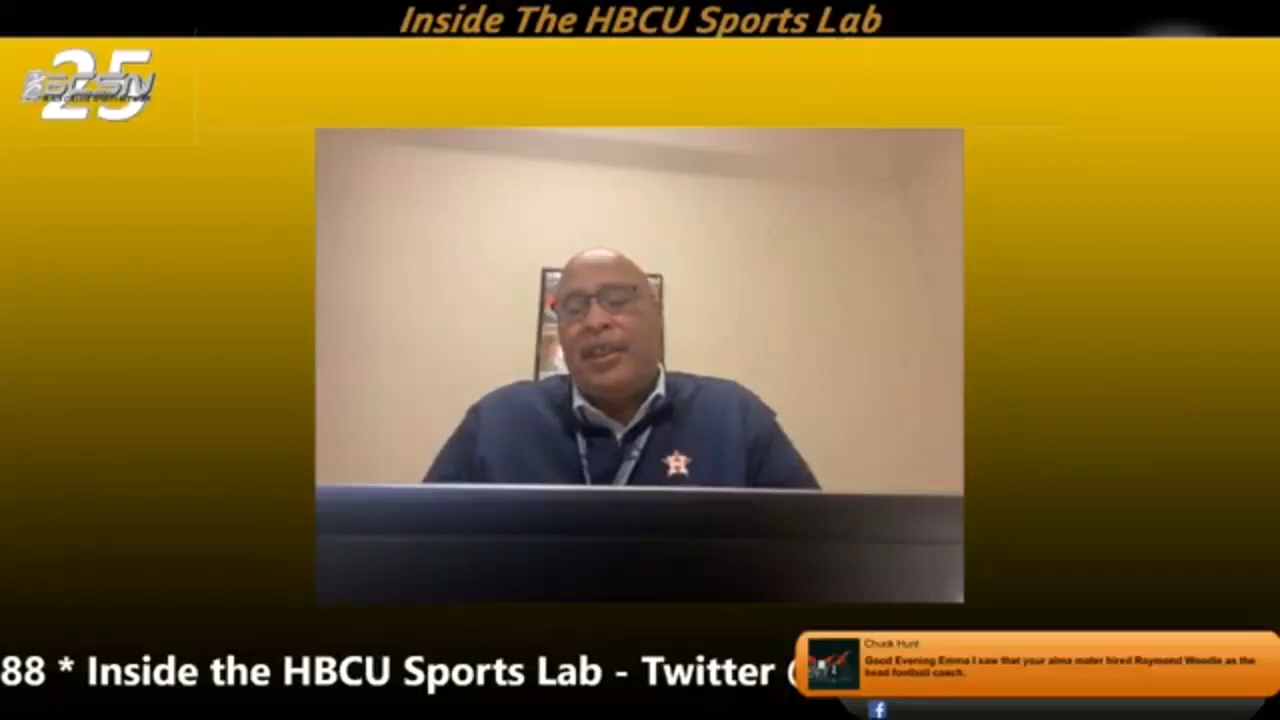 Inside The HBCU Sports Lab
25
BCSN
H
88 * Inside the HBCU Sports Lab - Twitter (
Chuck Hunt
Good Evening Emma I saw that your alma mater hired Raymond Woodie as the
head football coach.
f